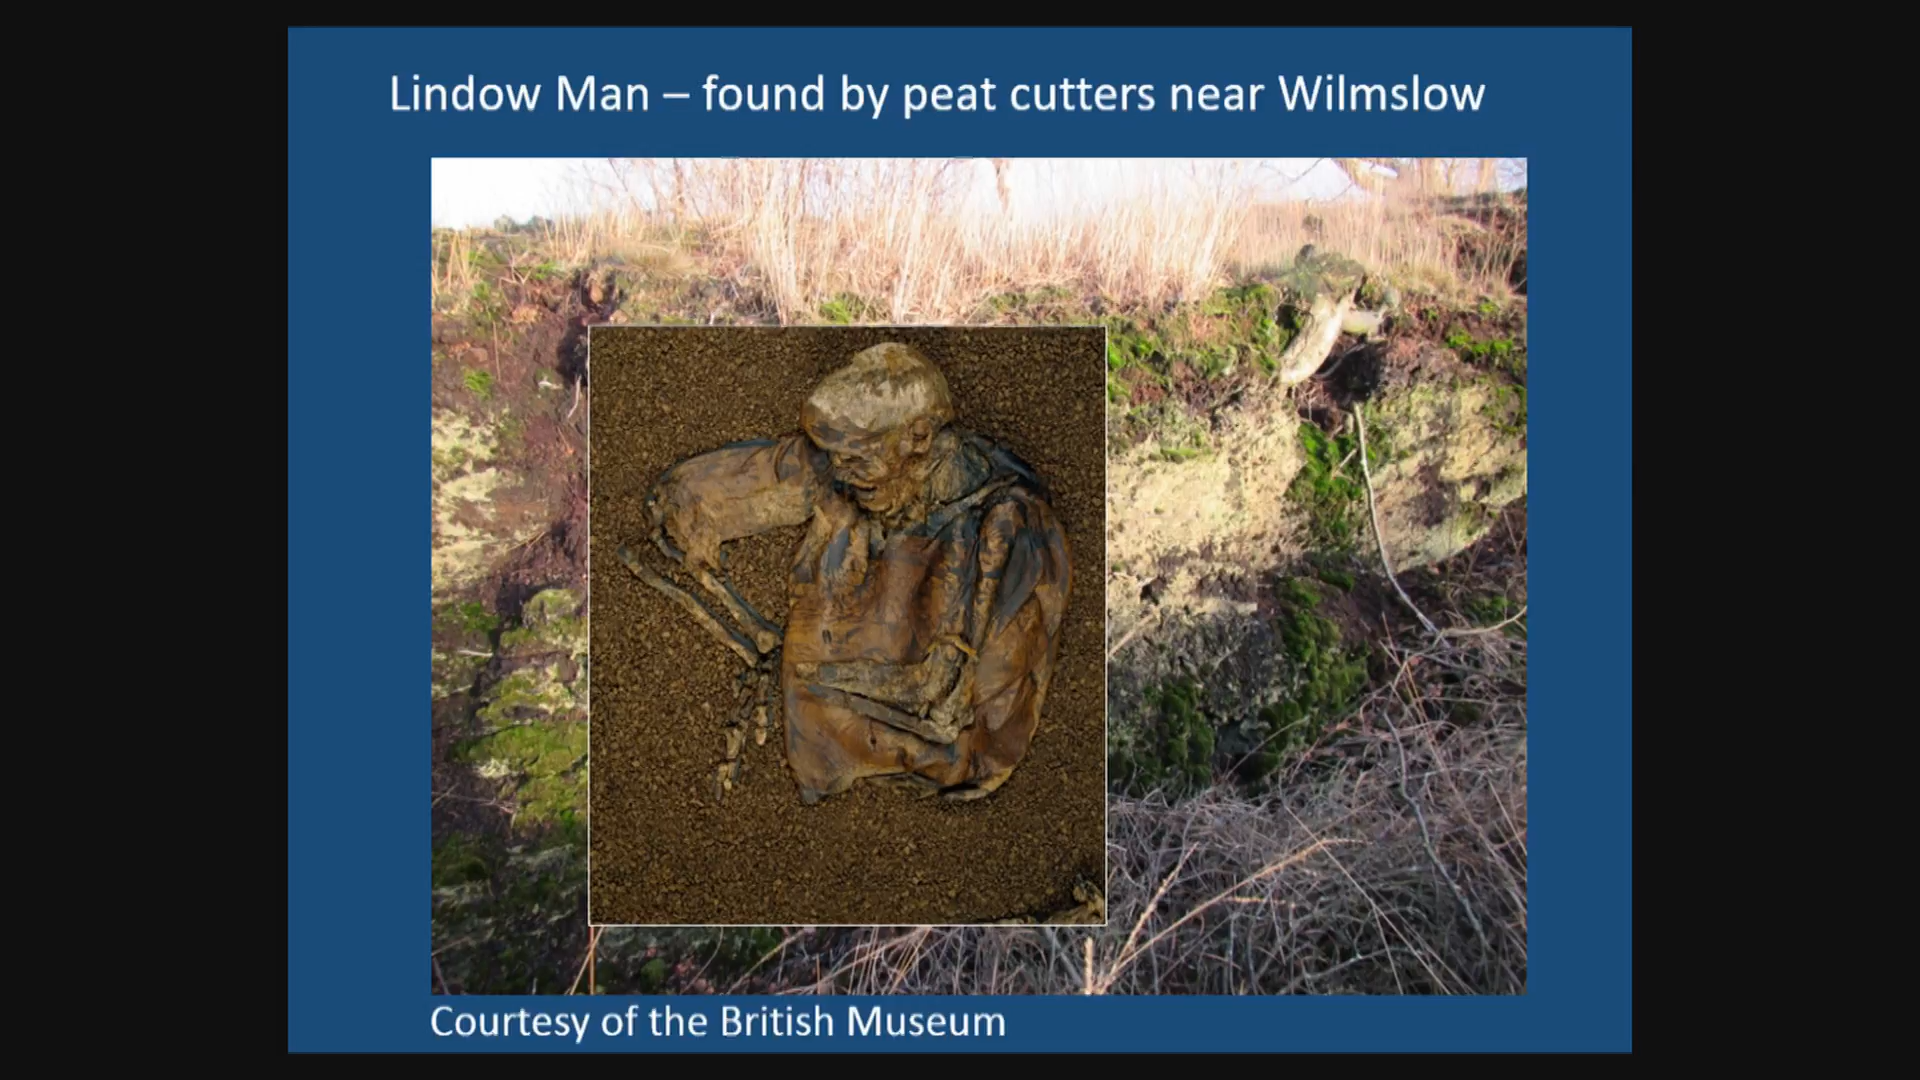 Lindow Man – found by peat cutters near Wilmslow
Courtesy of the British Museum